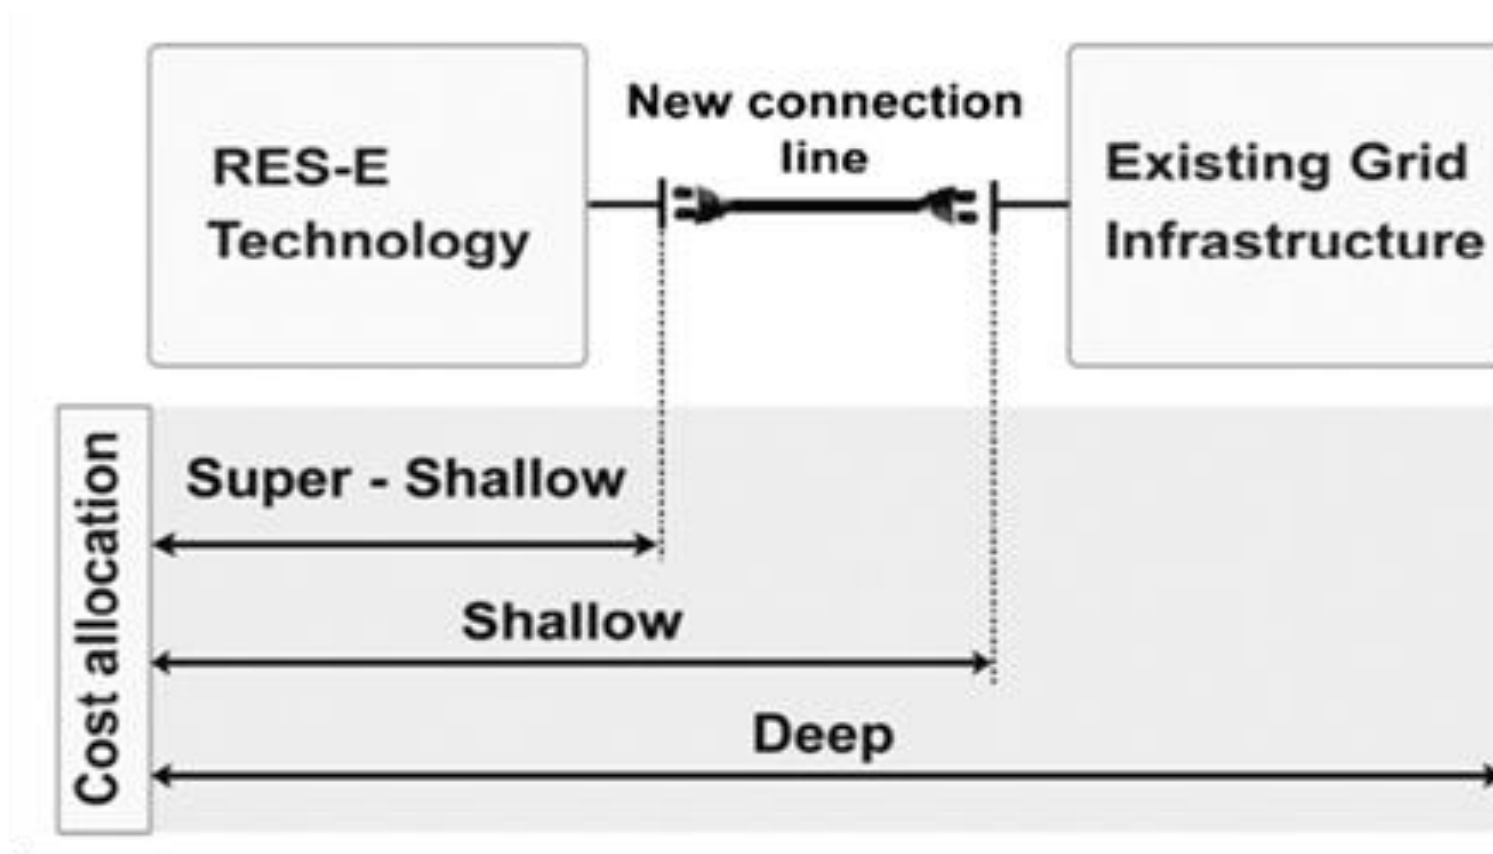 RES-E
Technology
New connection
line
Existing Grid
Infrastructure
Cost allocation
Super - Shallow
Shallow
Deep